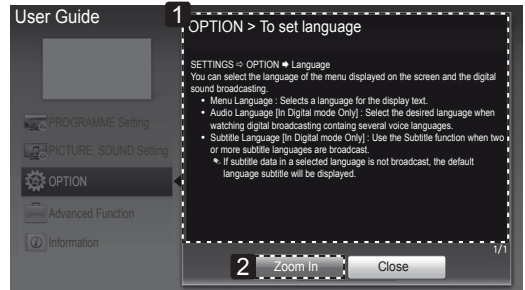 User Guide
1
OPTION > To set language
SETTINGS ⇨ OPTION ➡ Language
You can select the language of the menu displayed on the screen and the digital
sound broadcasting.
• Menu Language : Selects a language for the display text.
• Audio Language [In Digital mode Only] : Select the desired language when
watching digital broadcasting containg several voice languages.
• Subtitle Language [In Digital mode Only] : Use the Subtitle function when two
or more subtitle languages are broadcast.
If subtitle data in a selected language is not broadcast, the default
language subtitle will be displayed.
PROGRAMME Setting
PICTURE, SOUND Setting
OPTION
Advanced Function
Information
1/1
2
Zoom In
Close